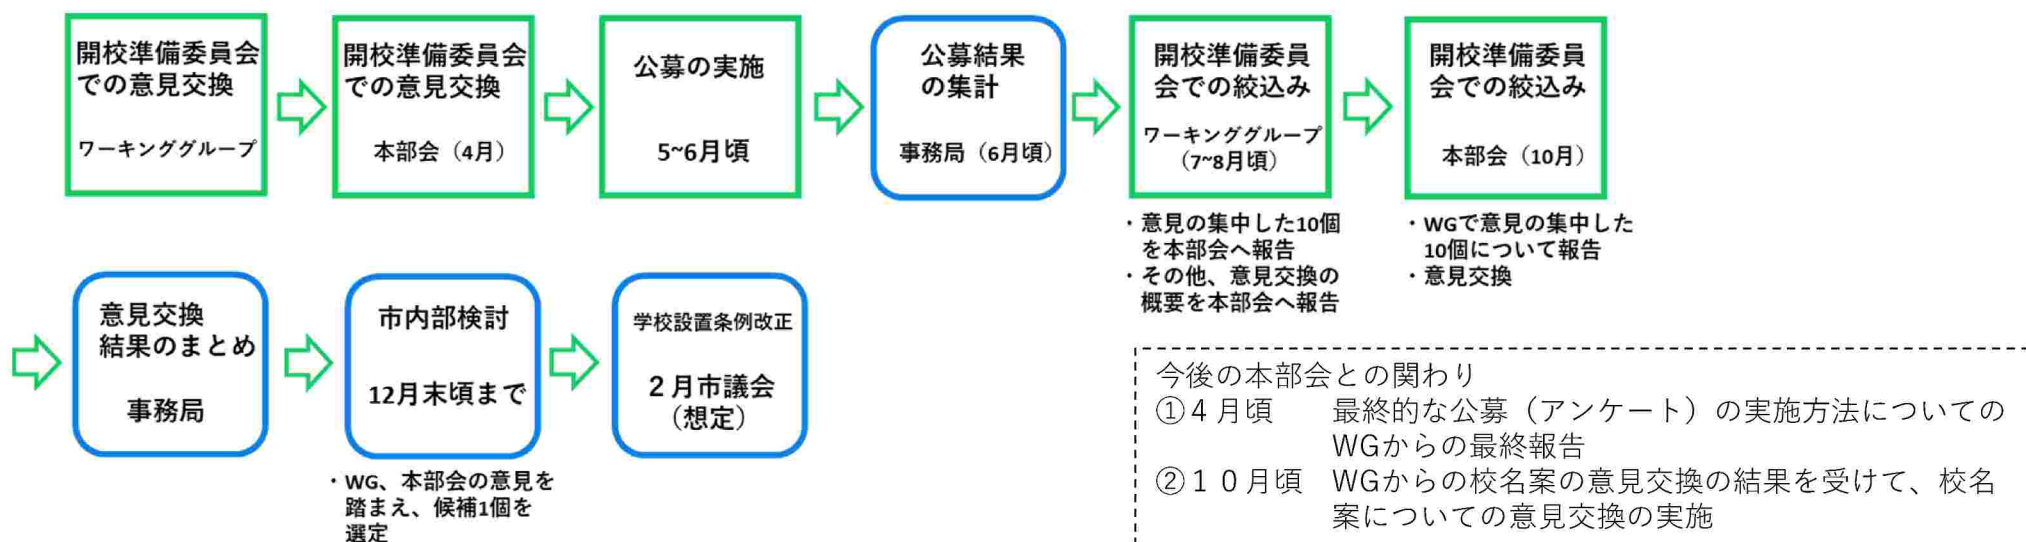 開校準備委員会
での意見交換
ワーキンググループ
開校準備委員会
での意見交換
本部会（4月）
公募の実施
5~6月頃
公募結果
の集計
事務局（6月頃）
開校準備委員
会での絞込み
ワーキンググループ
（7~8月頃）
・意見の集中した10個
を本部会へ報告
・その他、意見交換の
概要を本部会へ報告
開校準備委員
会での絞込み
本部会（10月）
・WGで意見の集中した
10個について報告
・意見交換
意見交換
結果のまとめ
事務局
市内部検討
12月末頃まで
・WG、本部会の意見を
踏まえ、候補1個を
選定
学校設置条例改正
２月市議会
（想定）
今後の本部会との関わり
①４月頃　最終的な公募（アンケート）の実施方法についての
WGからの最終報告
②１０月頃　WGからの校名案の意見交換の結果を受けて、校名
案についての意見交換の実施